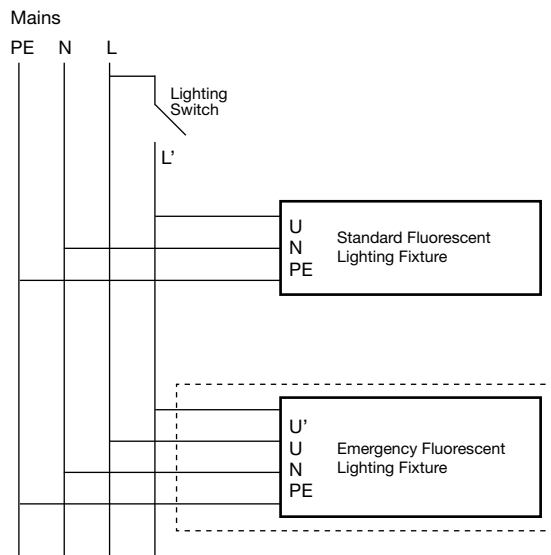 Mains
PE N L
Lighting
Switch
L'
U
N
PE
Standard Fluorescent
Lighting Fixture
U'
U
N
PE
Emergency Fluorescent
Lighting Fixture